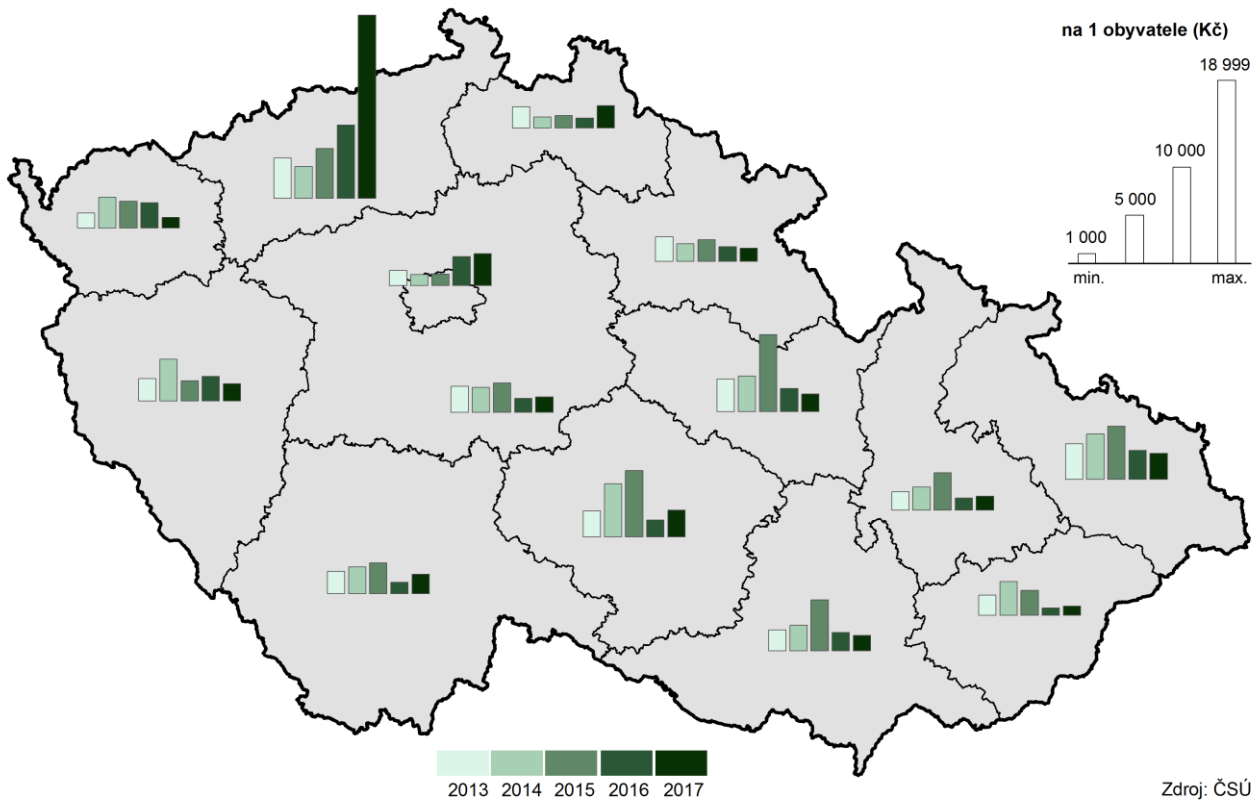 na 1 obyvatele (Kč)
18 999
10 000
5 000
1 000
min.
max.
2013 2014 2015 2016 2017
Zdroj: ČSÚ